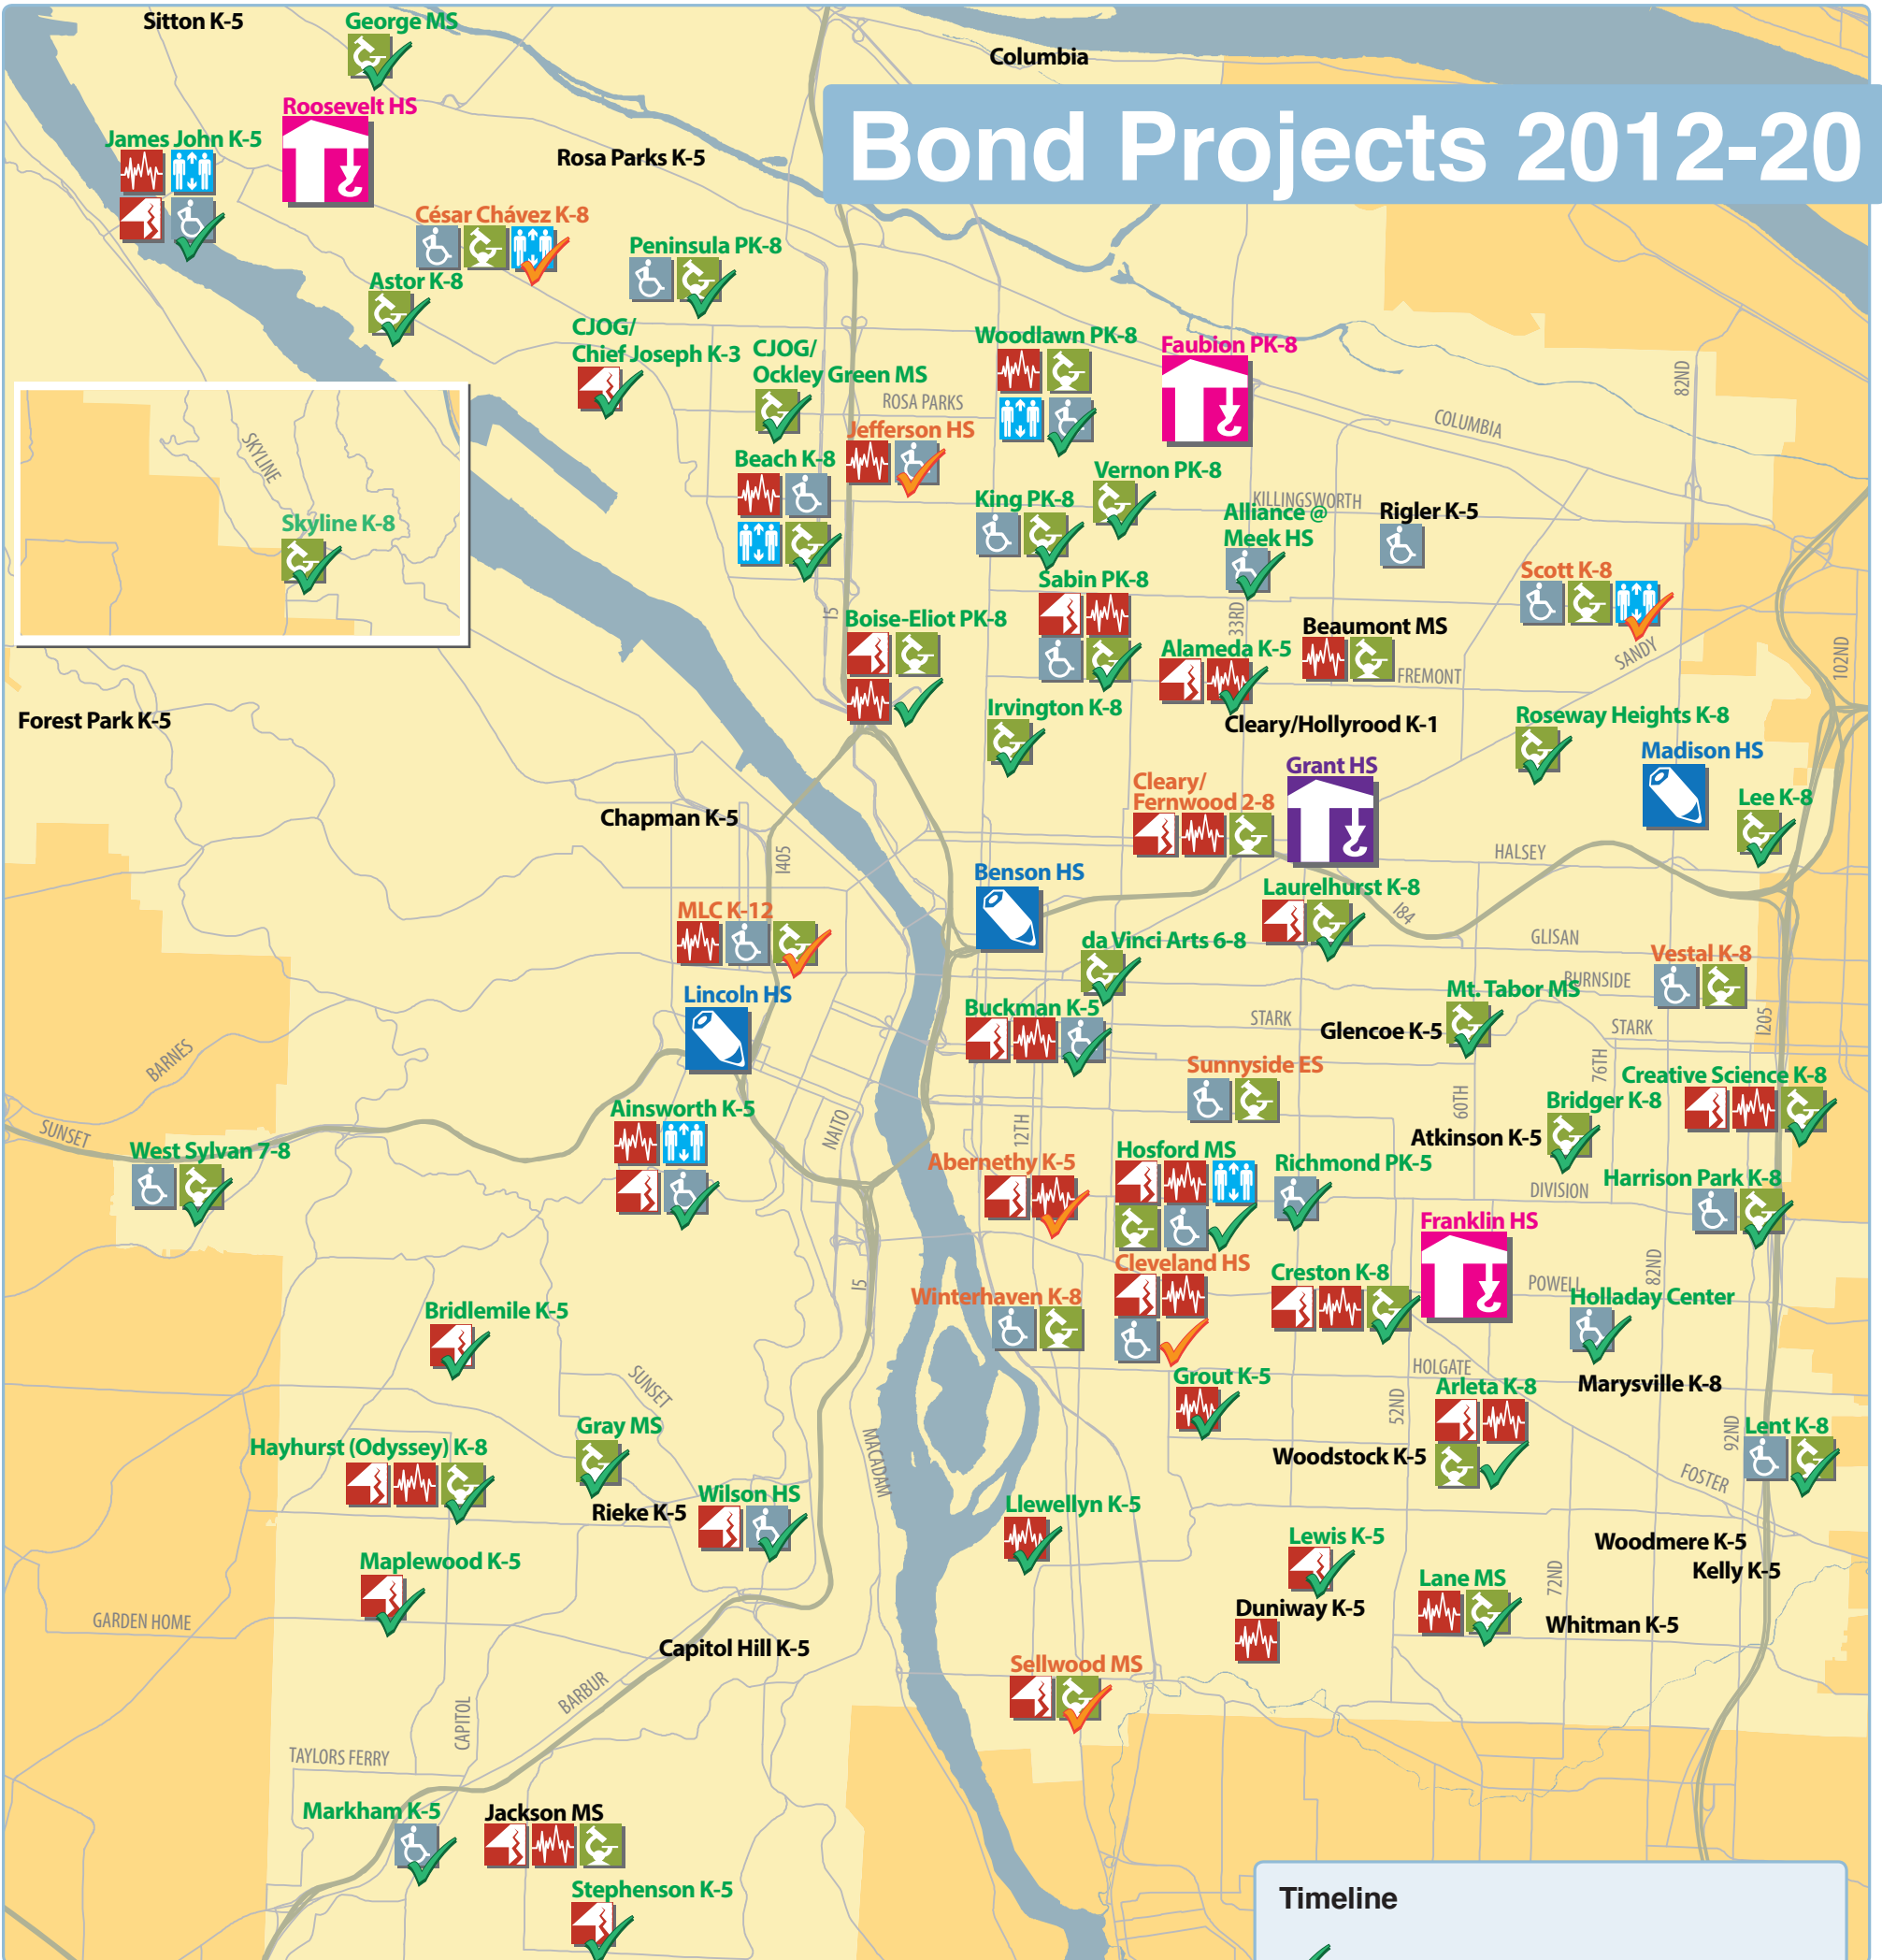 Sitton K-5
George MS
Columbia
Bond Projects 2012-20
Roosevelt HS
James John K-5
Rosa Parks K-5
César Chávez K-8
Peninsula PK-8
Astor K-8
CJOG/
Chief Joseph K-3
CJOG/
Ockley Green MS
Woodlawn PK-8
Faubion PK-8
82ND
ROSA PARKS
COLUMBIA
Jefferson HS
SKYLINE
Beach K-8
Vernon PK-8
King PK-8
KILLINGSWORTH
Alliance @
Meek HS
Rigler K-5
Skyline K-8
Scott K-8
Sabin PK-8
I5
33RD
Boise-Eliot PK-8
Beaumont MS
Alameda K-5
SANDY
102ND
FREMONT
Forest Park K-5
Irvington K-8
Cleary/Hollyrood K-1
Roseway Heights K-8
Madison HS
Grant HS
Cleary/
Fernwood 2-8
Lee K-8
Chapman K-5
I405
HALSEY
Benson HS
Laurelhurst K-8
MLC K-12
I84
da Vinci Arts 6-8
GLISAN
Vestal K-8
BURNSIDE
Lincoln HS
Mt. Tabor MS
Buckman K-5
STARK
Glencoe K-5
STARK
I205
BARNES
Sunnyside ES
76TH
Creative Science K-8
60TH
Bridger K-8
Ainsworth K-5
NAITO
12TH
SUNSET
Atkinson K-5
West Sylvan 7-8
Hosford MS
Abernethy K-5
Richmond PK-5
Harrison Park K-8
DIVISION
Franklin HS
Cleveland HS
Creston K-8
82ND
I5
POWELL
Winterhaven K-8
Holladay Center
Bridlemile K-5
HOLGATE
SUNSET
Grout K-5
Arleta K-8
Marysville K-8
52ND
Gray MS
92ND
Lent K-8
Hayhurst (Odyssey) K-8
MACADAM
Woodstock K-5
FOSTER
Wilson HS
Rieke K-5
Llewellyn K-5
Lewis K-5
Woodmere K-5
Maplewood K-5
Kelly K-5
72ND
Lane MS
Duniway K-5
GARDEN HOME
Whitman K-5
Capitol Hill K-5
Sellwood MS
BARBUR
CAPITOL
TAYLORS FERRY
Markham K-5
Jackson MS
Stephenson K-5
Timeline